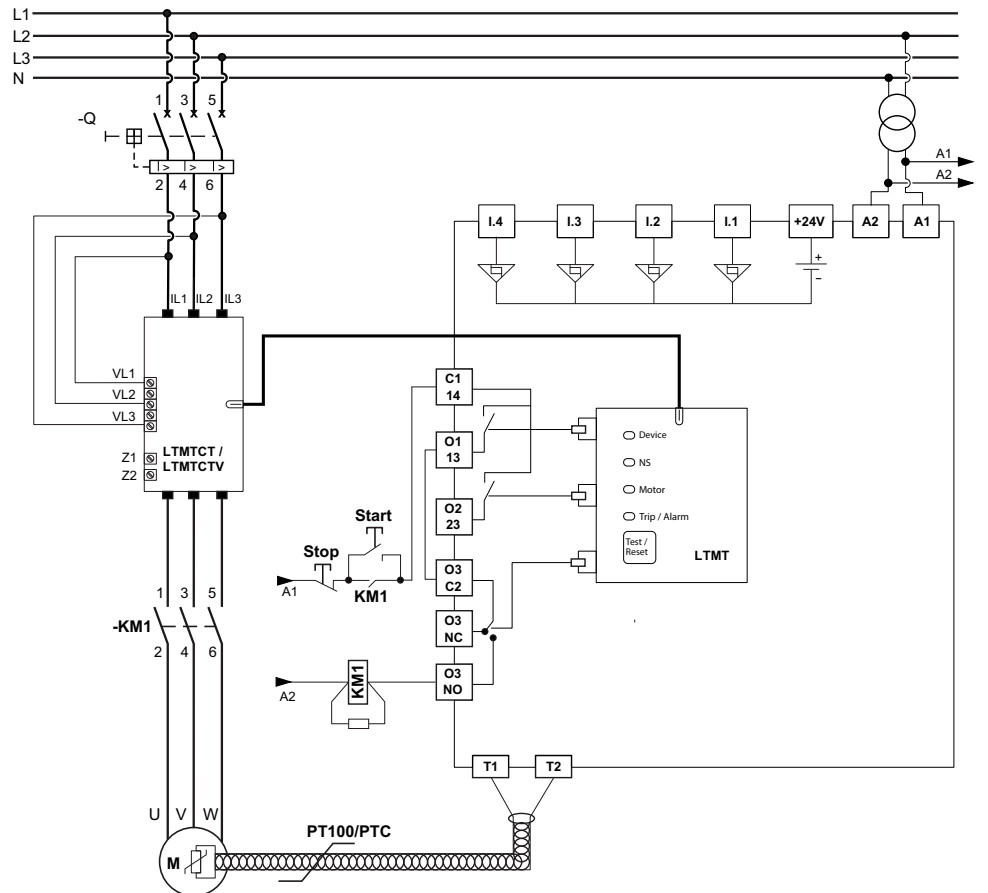 L1
L2
L3
N
1 3 5
-Q
I> I> I>
2 4 6
A1
A2
I.4 I.3 I.2 I.1 +24V A2 A1
+
−
IL1 IL2 IL3
VL1
VL2
VL3
Z1
Z2
LTMTCT /
LTMTCTV
C1
14
O1
13
O2
23
O3
C2
O3
NC
O3
NO
Device
NS
Motor
Trip / Alarm
Test /
Reset
LTMT
Start
Stop
A1
KM1
A2
KM1
1 3 5
-KM1
2 4 6
T1 T2
U V W
M
PT100/PTC